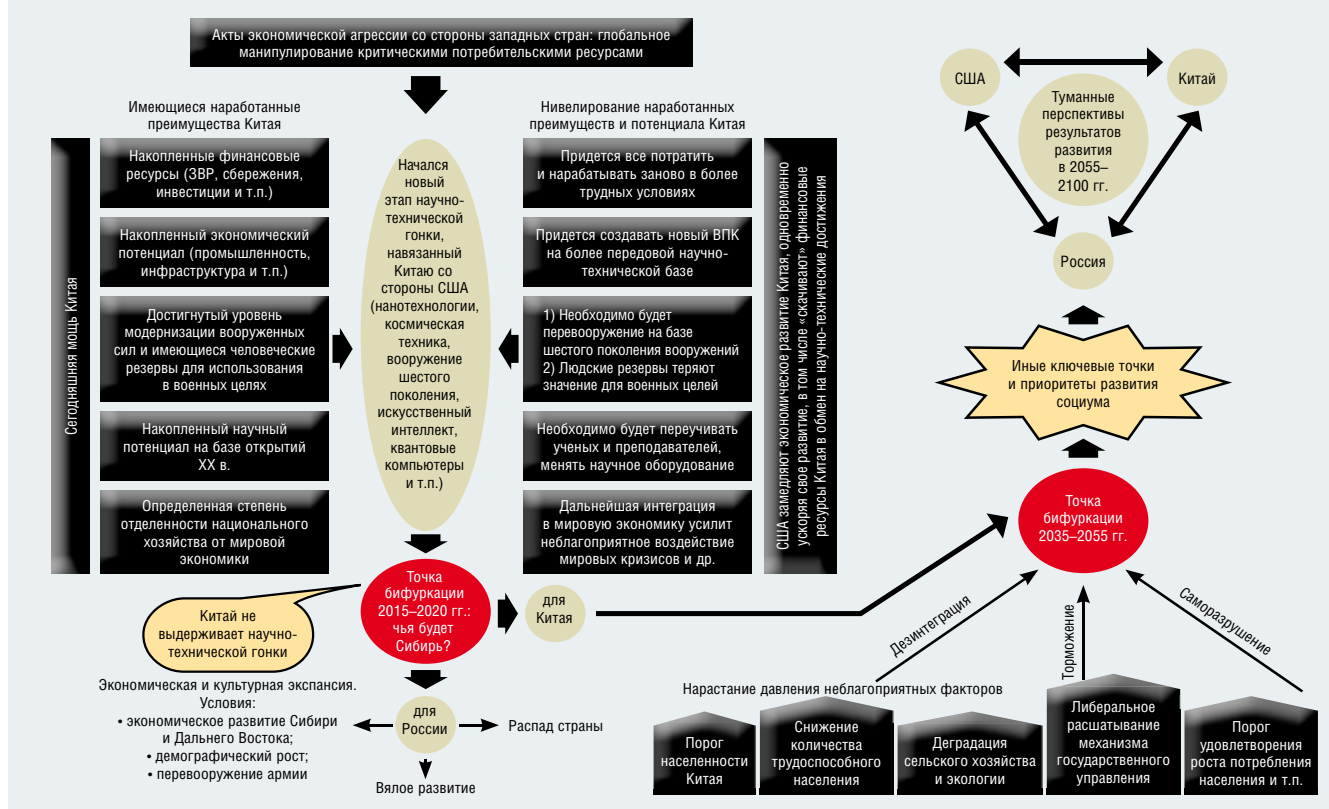 Акты экономической агрессии со стороны западных стран: глобальное
манипулирование критическими потребительскими ресурсами
Имеющиеся наработанные
преимущества Китая
Сегодняшняя мощь Китая
Накопленные финансовые
ресурсы (ЗВР, сбережения,
инвестиции и т.п.)
Накопленный экономический
потенциал (промышленность,
инфраструктура и т.п.)
Достигнутый уровень
модернизации вооруженных
сил и имеющиеся человеческие
резервы для использования
в военных целях
Накопленный научный
потенциал на базе открытий
XX в.
Определенная степень
отделенности национального
хозяйства от мировой
экономики
Начался
новый
этап научно-
технической
гонки,
навязанный
Китаю со
стороны США
(нанотехнологии,
космическая
техника,
вооружение
шестого
поколения,
искусственный
интеллект,
квантовые
компьютеры
и т.п.)
Нивелирование наработанных
преимуществ и потенциала Китая
Придется все потратить
и нарабатывать заново в более
трудных условиях
Придется создавать новый ВПК
на более передовой научно-
технической базе
1) Необходимо будет
перевооружение на базе
шестого поколения вооружений
2) Людские резервы теряют
значение для военных целей
Необходимо будет переучивать
ученых и преподавателей,
менять научное оборудование
Дальнейшая интеграция
в мировую экономику усилит
неблагоприятное воздействие
мировых кризисов и др.
США замедляют экономическое развитие Китая, одновременно
ускоряя свое развитие, в том числе «скачивают» финансовые
ресурсы Китая в обмен на научно-технические достижения
Точка
бифуркации
2015–2020 гг.:
чья будет
Сибирь?
для
Китая
Китай не
выдерживает научно-
технической гонки
Экономическая и культурная экспансия.
Условия:
• экономическое развитие Сибири
и Дальнего Востока;
• демографический рост;
• перевооружение армии
для
России
Распад страны
Вялое развитие
США
Китай
Туманные
перспективы
результатов
развития
в 2055–
2100 гг.
Россия
Иные ключевые точки
и приоритеты развития
социума
Точка
бифуркации
2035–2055 гг.
Дезинтеграция
Торможение
Саморазрушение
Нарастание давления неблагоприятных факторов
Порог
населенности
Китая
Снижение
количества
трудоспособного
населения
Деградация
сельского хозяйства
и экологии
Либеральное
расшатывание
механизма
государственного
управления
Порог
удовлетворения
роста потребления
населения и т.п.